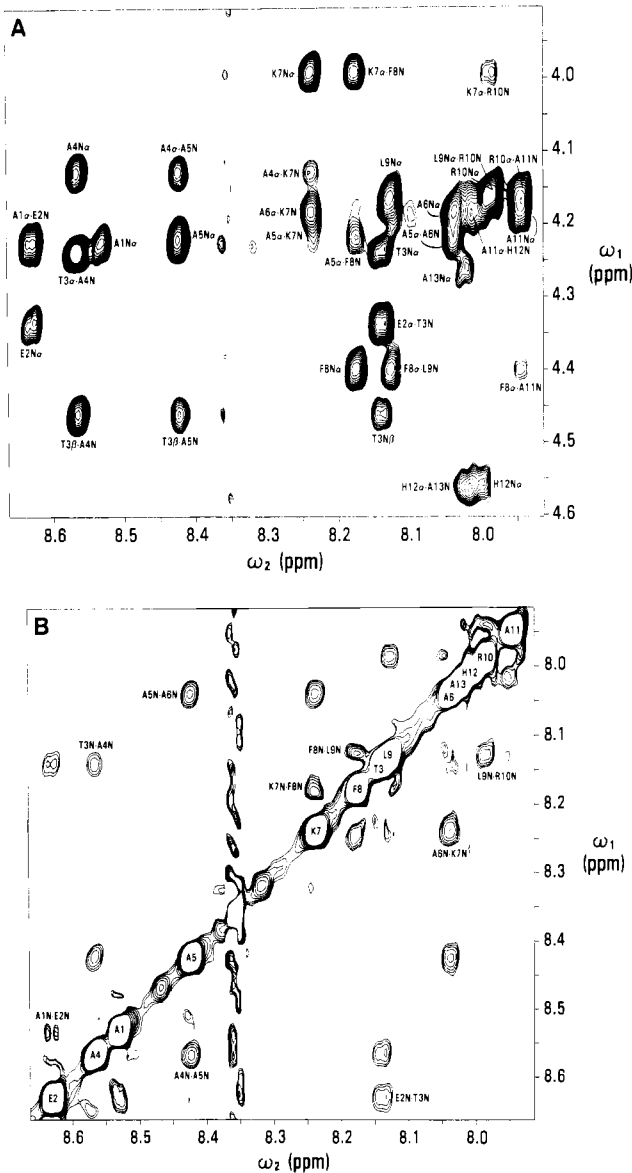 A
K7Nα
K7α-F8N
K7α-R10N
4.0
A4Nα
A4α-A5N
A4α-K7N
L9Nα
L9Nα-R10N
R10α-A11N
R10Nα
4.1
A1α-E2N
A1Nα
A5Nα
A6α-K7N
A5α-K7N
A6Nα
A5α-A6N
4.2
T3α-A4N
A5α-F8N
T3Nα
A13Nα
A11α-H12N
A11Nα
ω1
(ppm)
E2Nα
E2α-T3N
4.3
F8Nα
F8α-L9N
F8α-A11N
4.4
T3β-A4N
T3β-A5N
T3Nβ
4.5
H12α-A13N
H12Nα
4.6
8.6 8.5 8.4 8.3 8.2 8.1 8.0
ω2 (ppm)
B
A11
R10
8.0
A5N-A6N
H12
A13
A6
T3N-A4N
F8N-L9N
L9
T3
L9N-R10N
8.1
K7N-F8N
F8
8.2
K7
A6N-K7N
ω1
(ppm)
8.3
A5
8.4
A1N-E2N
A1
8.5
A4
A4N-A5N
E2
E2N-T3N
8.6
8.6 8.5 8.4 8.3 8.2 8.1 8.0
ω2 (ppm)